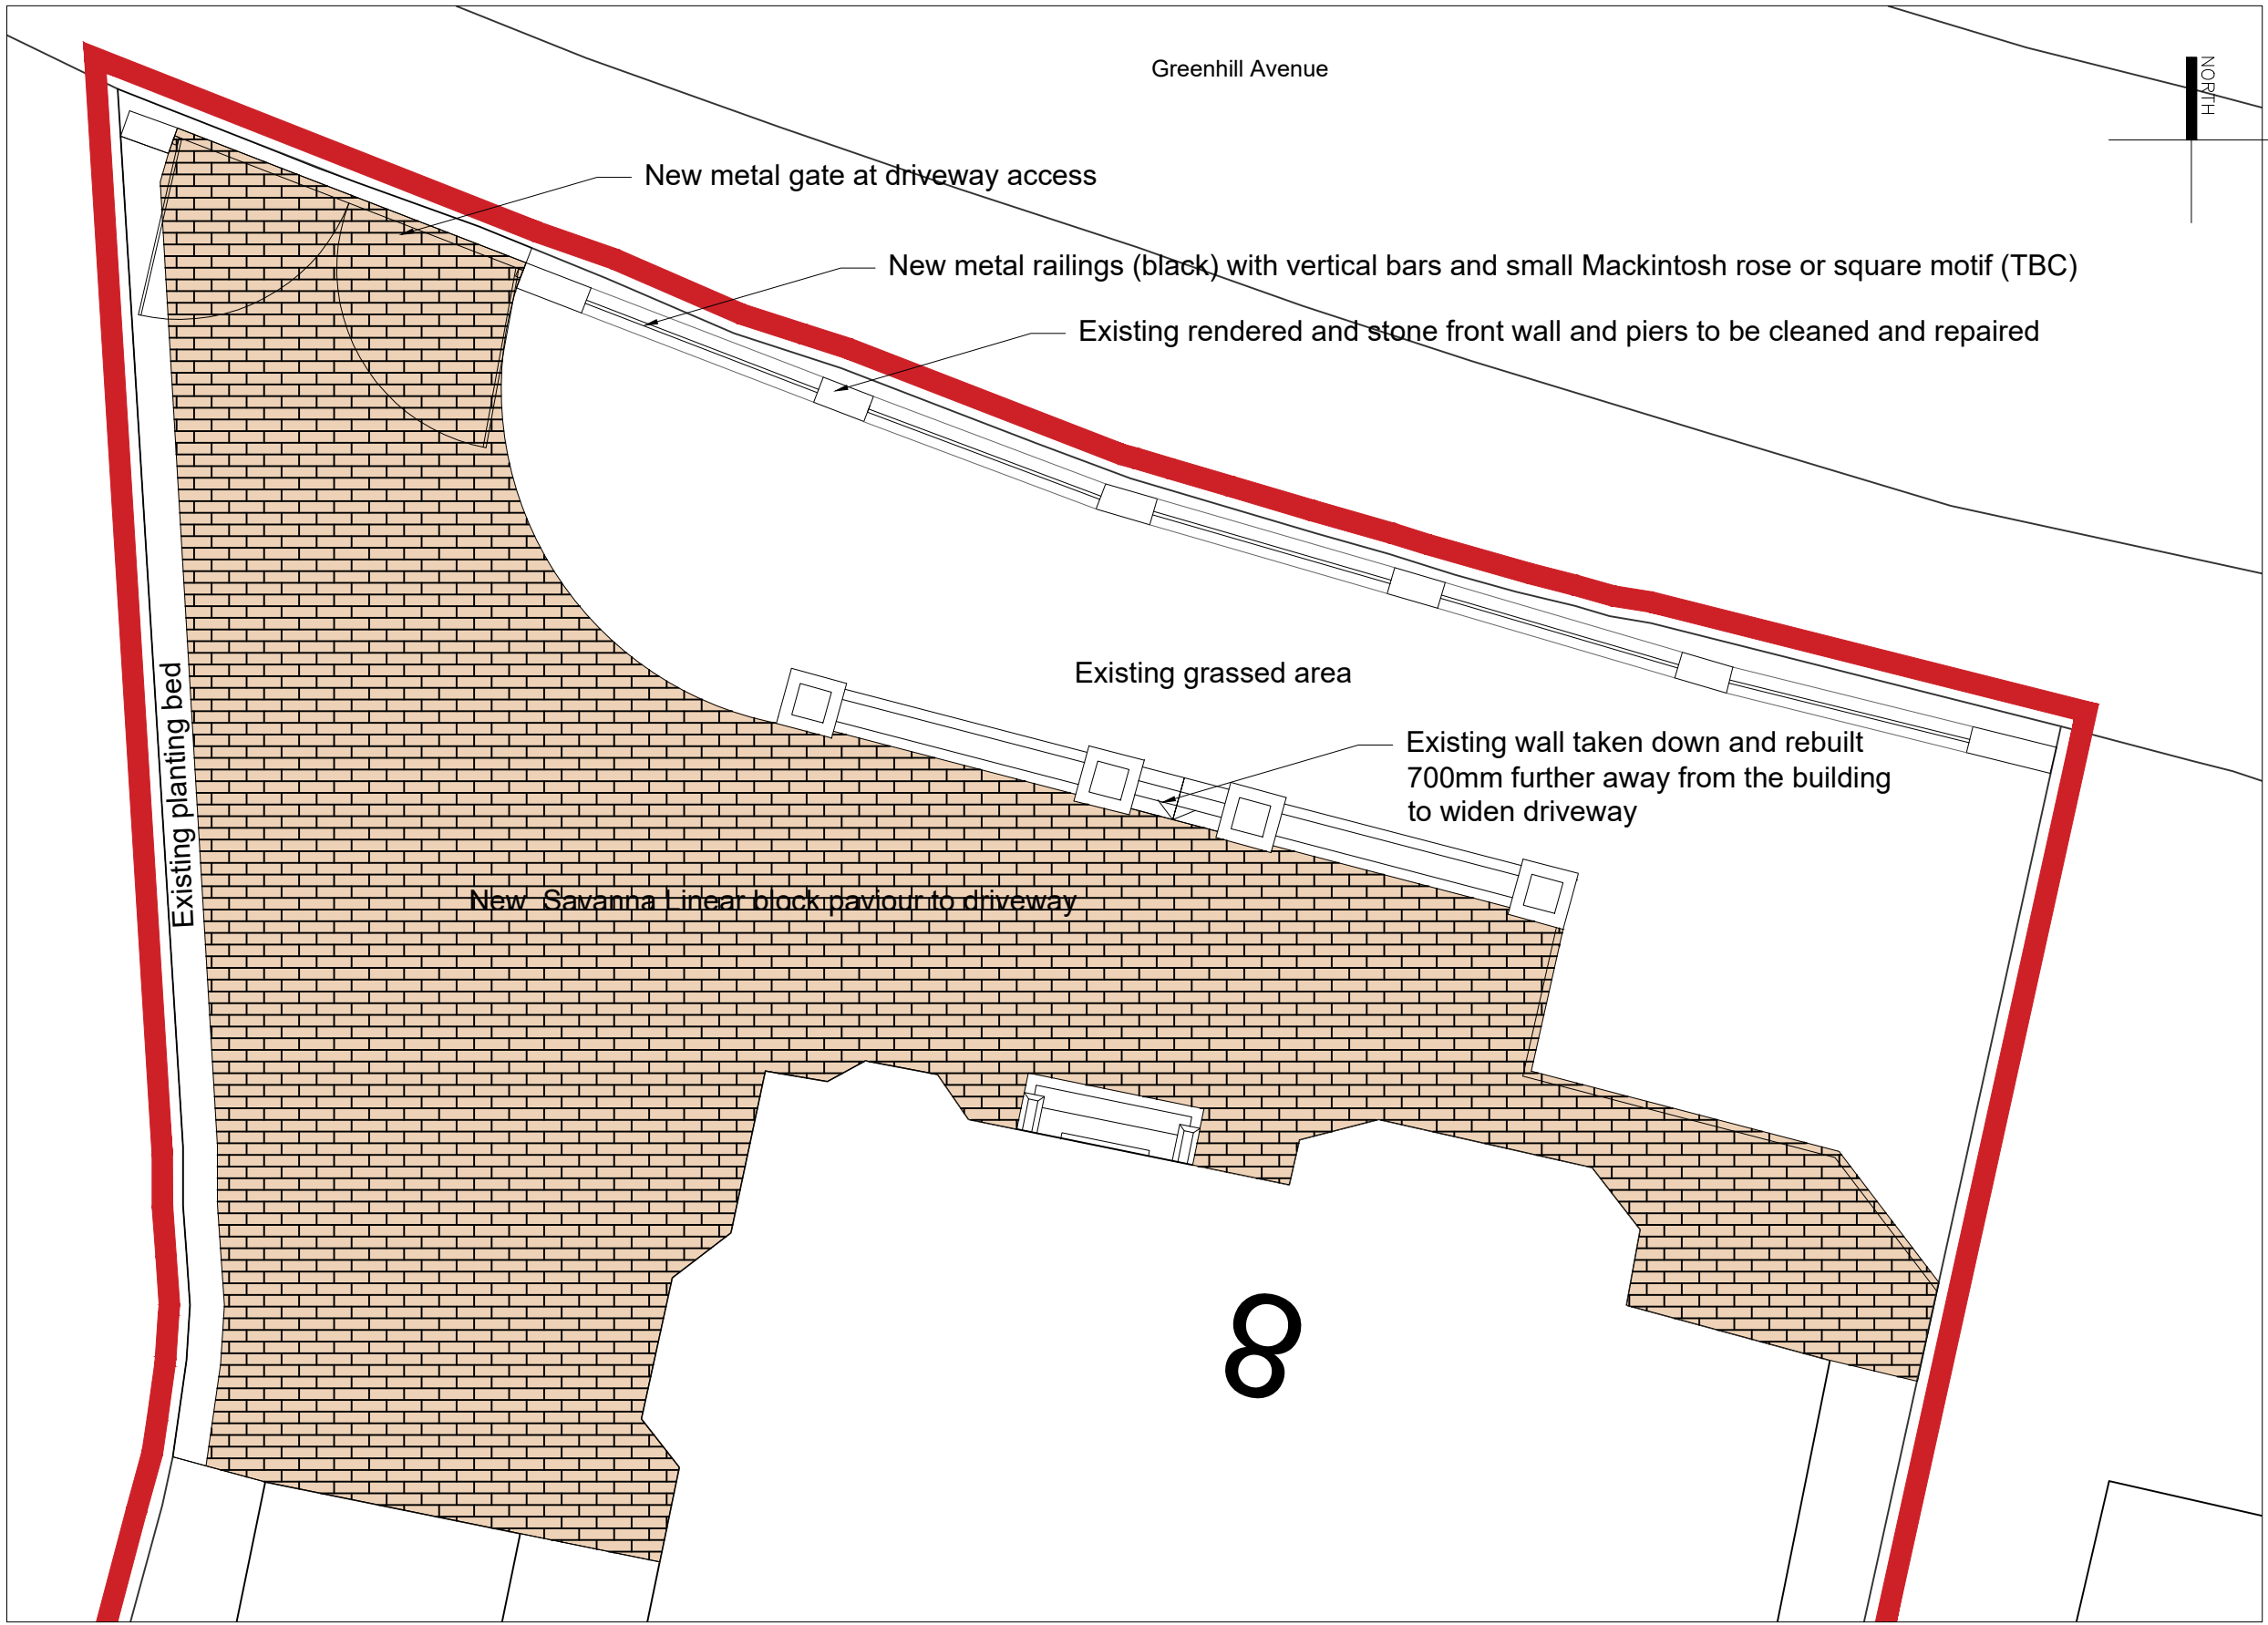 Greenhill Avenue
NORTH
New metal gate at driveway access
New metal railings (black) with vertical bars and small Mackintosh rose or square motif (TBC)
Existing rendered and stone front wall and piers to be cleaned and repaired
Existing grassed area
Existing wall taken down and rebuilt
700mm further away from the building
to widen driveway
Existing planting bed
New Savanna Linear block paviour to driveway
8